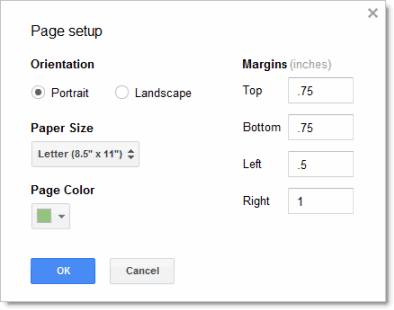 Page setup
Orientation
Portrait
Landscape
Paper Size
Letter (8.5" x 11")
Page Color
Margins (inches)
Top .75
Bottom .75
Left .5
Right 1
OK
Cancel